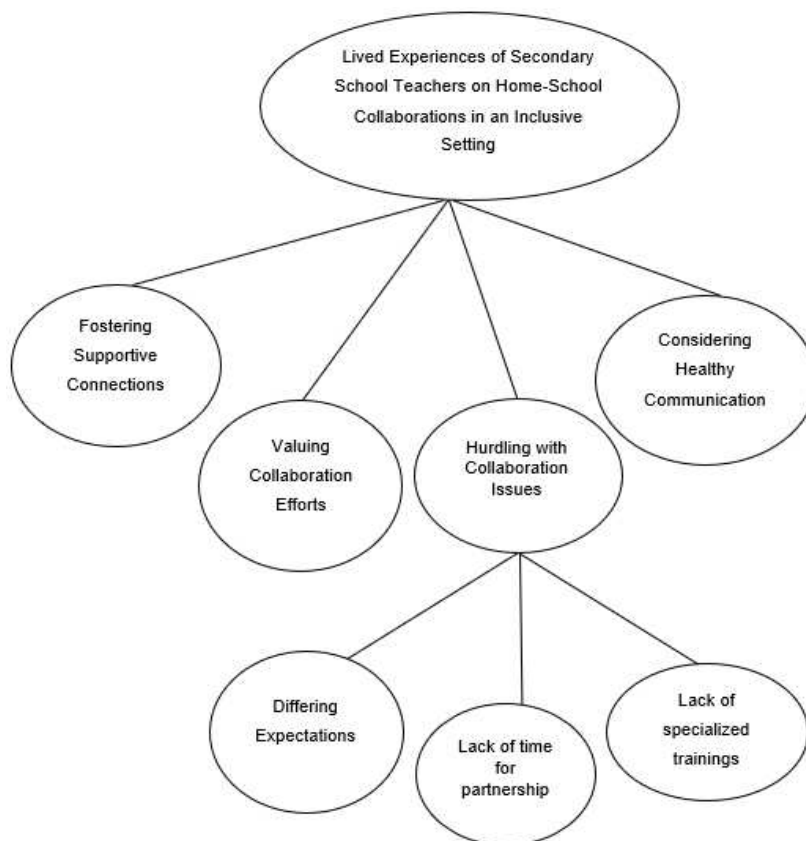 Lived Experiences of Secondary
School Teachers on Home-School
Collaborations in an Inclusive
Setting
Fostering
Supportive
Connections
Valuing
Collaboration
Efforts
Hurdling with
Collaboration
Issues
Considering
Healthy
Communication
Differing
Expectations
Lack of time
for
partnership
Lack of
specialized
trainings